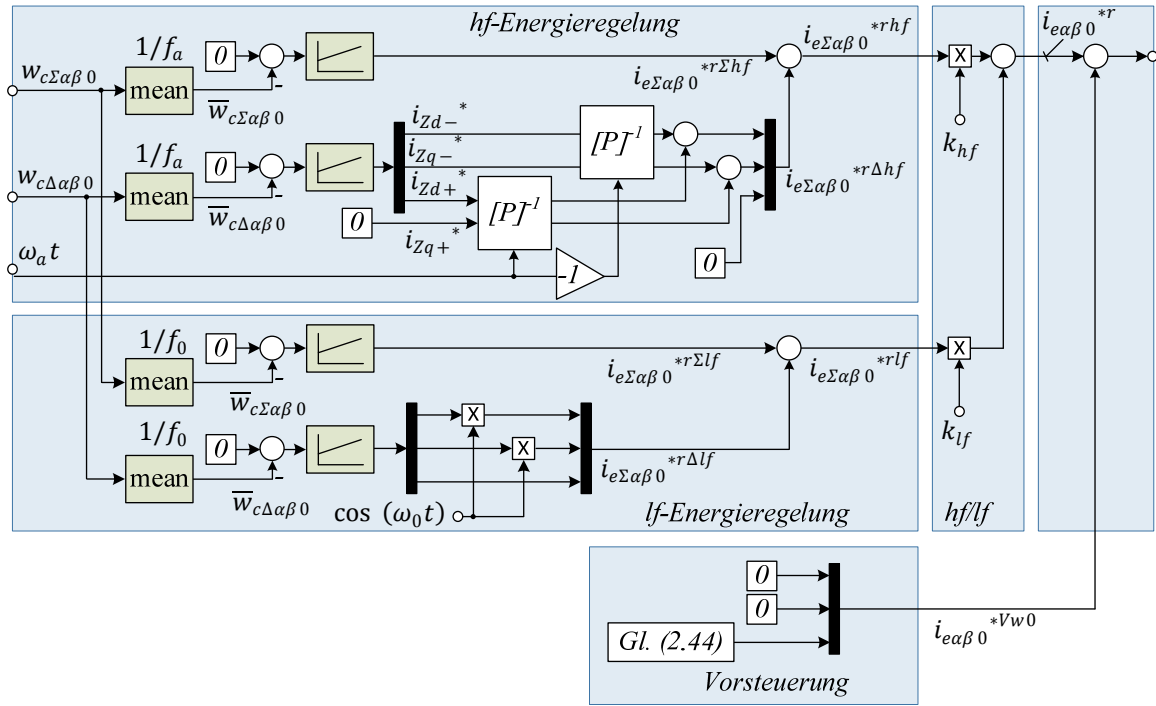 hf-Energieregelung
w_{cΣαβ0}
1/f_a
mean
\overline{w}_{cΣαβ0}
0
-
i_{eΣαβ0}^{*rΣhf}
i_{eΣαβ0}^{*rhf}
X
k_{hf}
i_{eαβ0}^{*r}
w_{cΔαβ0}
1/f_a
mean
\overline{w}_{cΔαβ0}
0
-
i_{Zd-}^{*}
i_{Zq-}^{*}
i_{Zd+}^{*}
i_{Zq+}^{*}
0
[P]^{-1}
[P]^{-1}
0
i_{eΣαβ0}^{*rΔhf}
ω_a t
-1
1/f_0
mean
\overline{w}_{cΣαβ0}
0
-
i_{eΣαβ0}^{*rΣlf}
i_{eΣαβ0}^{*rlf}
X
k_{lf}
1/f_0
mean
\overline{w}_{cΔαβ0}
0
-
X
X
i_{eΣαβ0}^{*rΔlf}
cos (ω_0 t)
lf-Energieregelung
hf/lf
0
0
Gl. (2.44)
i_{eαβ0}^{*Vw0}
Vorsteuerung